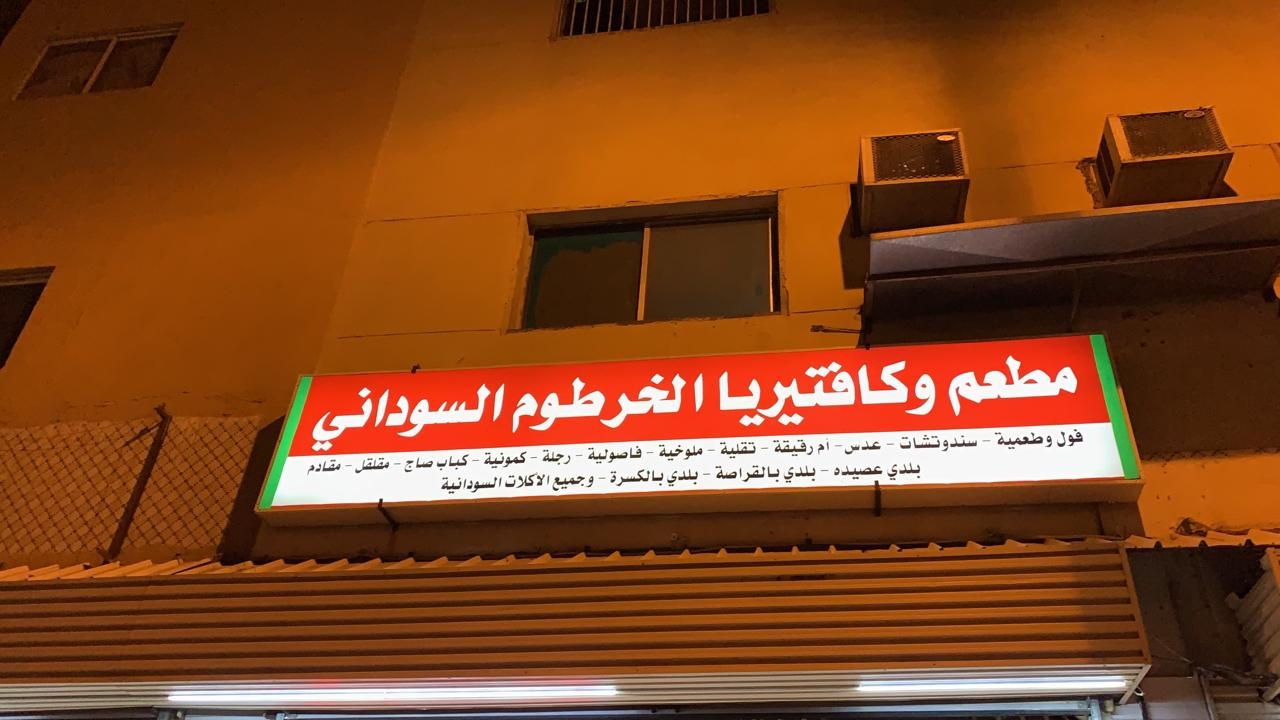 مطعم وكافتيريا الخرطوم السوداني
فول وطعمية - سندوتشات - عدس - أم رقيقة - تقلية - ملوخية - فاصولية - رجلة - كمونية - كباب صاج - مقلقل - مقادم
بلدي عصيده - بلدي بالقراصة - بلدي بالكسرة - وجميع الأكلات السودانية